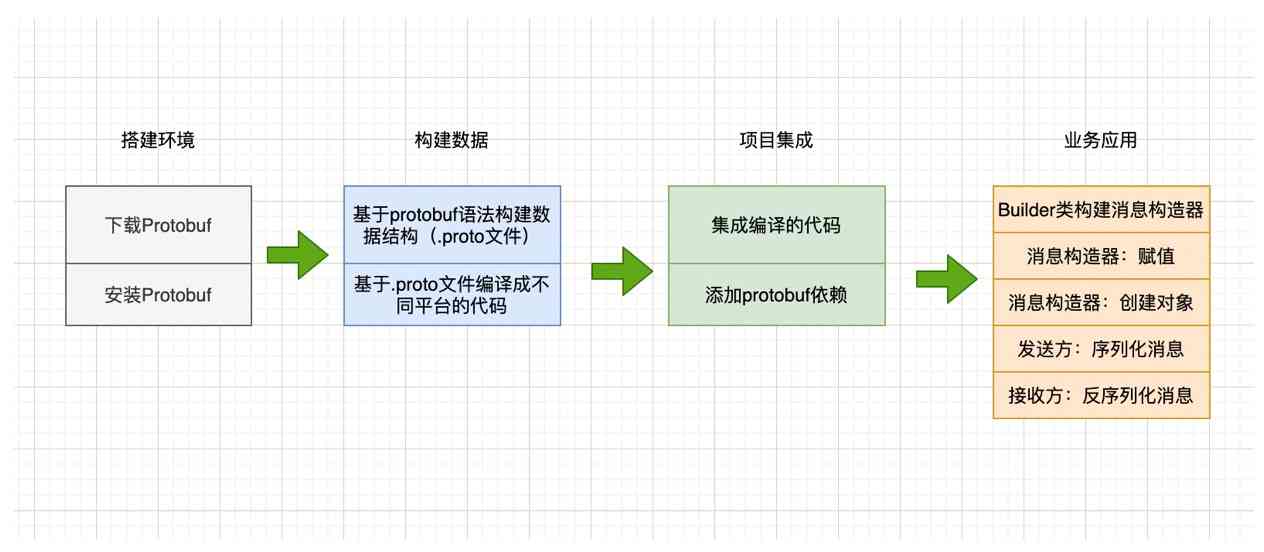 搭建环境
构建数据
项目集成
业务应用
下载Protobuf
安装Protobuf
基于protobuf语法构建数
据结构（.proto文件）
基于.proto文件编译成不
同平台的代码
集成编译的代码
添加protobuf依赖
Builder类构建消息构造器
消息构造器：赋值
消息构造器：创建对象
发送方：序列化消息
接收方：反序列化消息